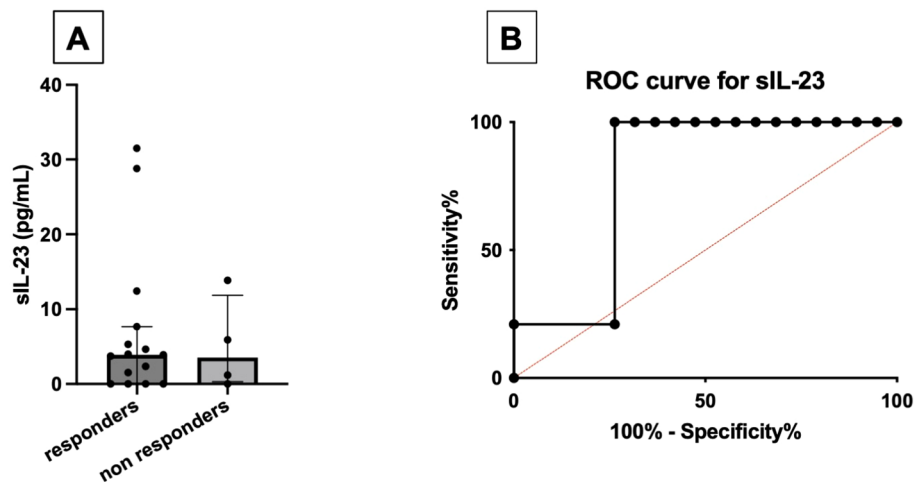 A
40
30
20
10
0
sIL-23 (pg/mL)
responders
non responders
B
ROC curve for sIL-23
100
50
0
Sensitivity%
0
50
100
100% - Specificity%